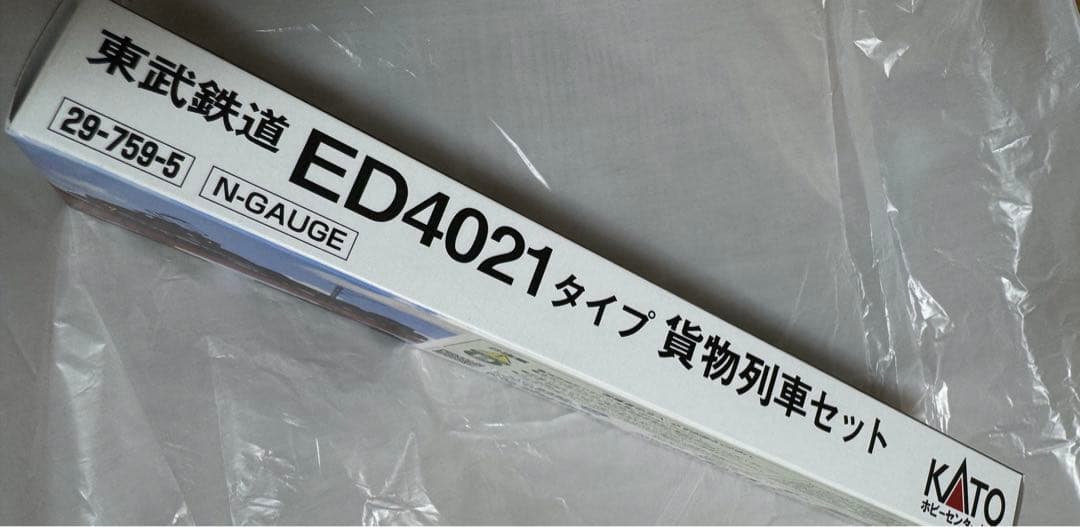 東武鉄道 ED4021タイプ 貨物列車セット
29-759-5 N-GAUGE
KATO
ホビーセンター